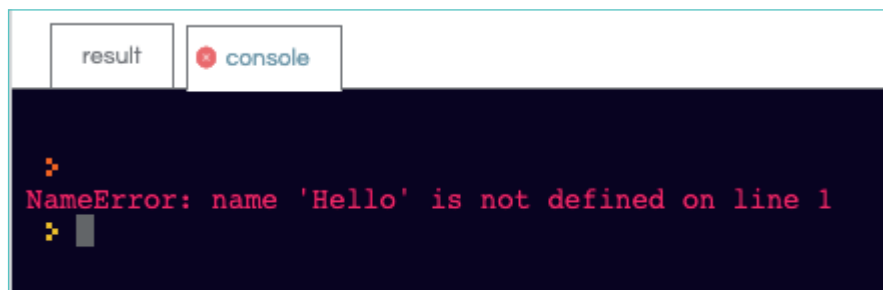 result
console
>
NameError: name 'Hello' is not defined on line 1
>